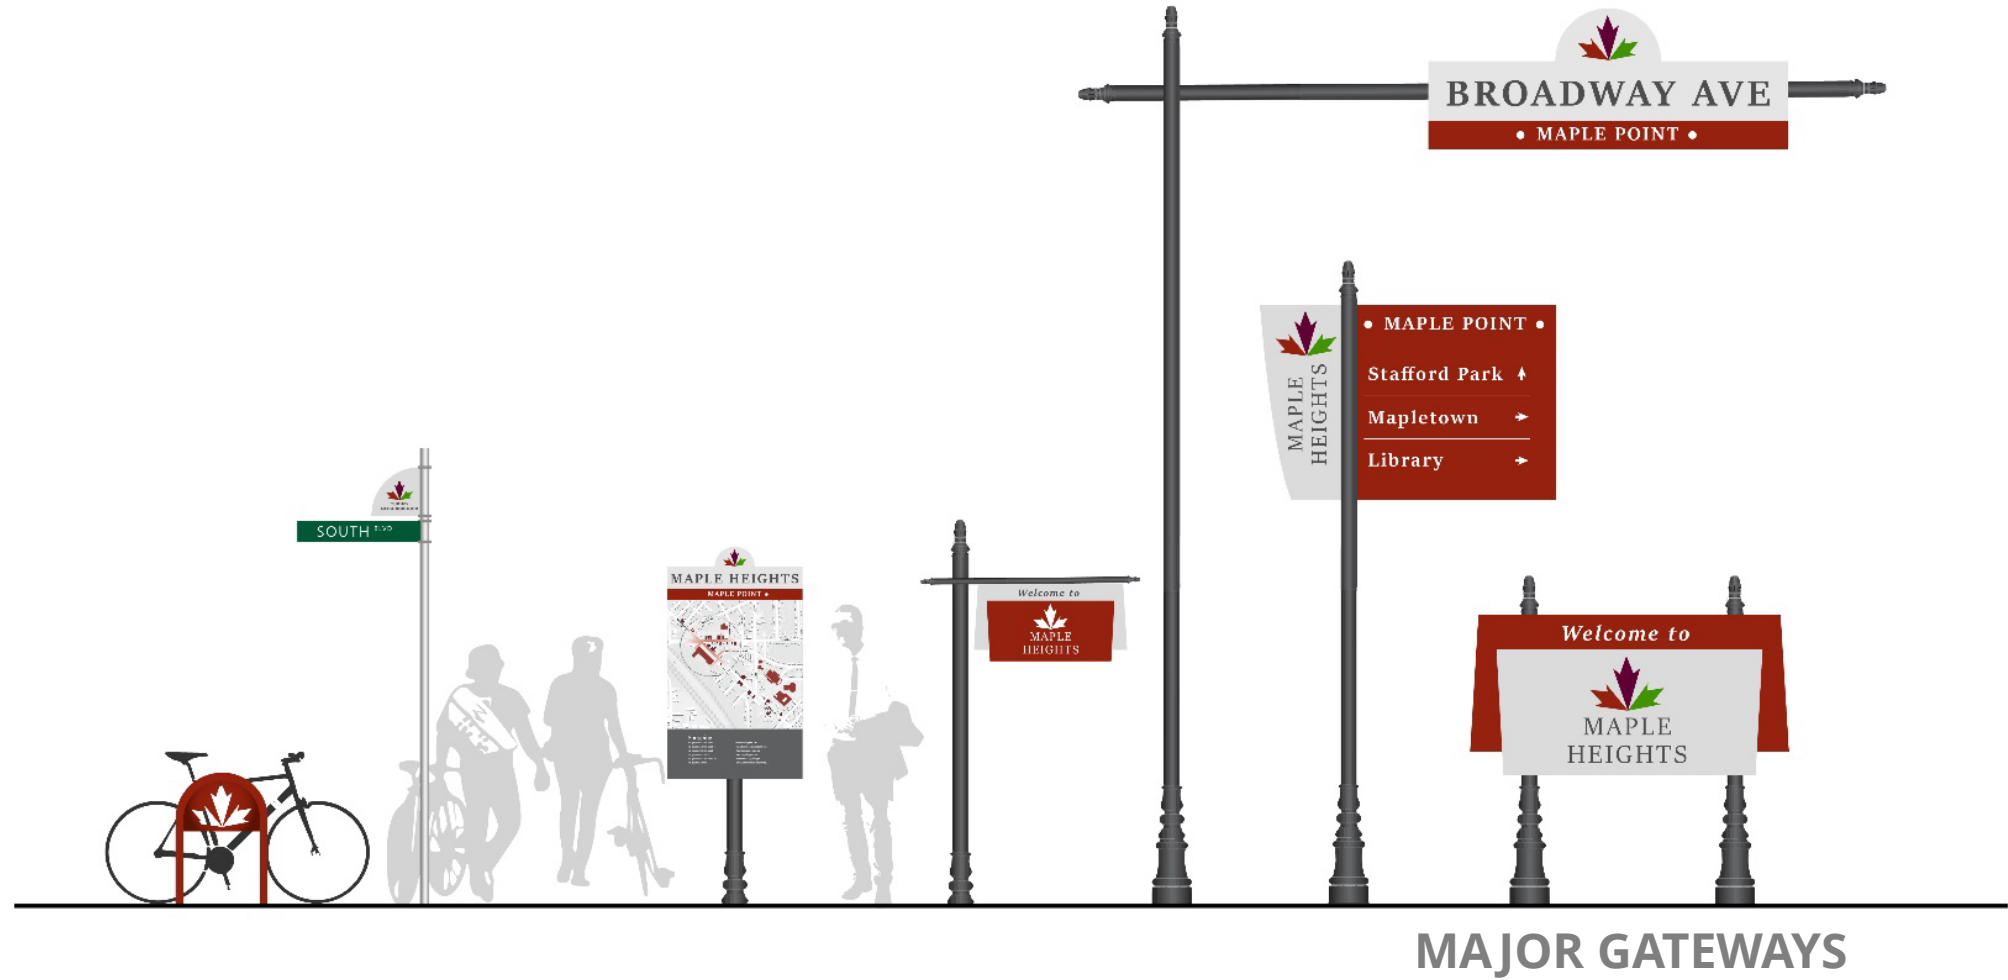 BROADWAY AVE
• MAPLE POINT •
MAPLE
HEIGHTS
• MAPLE POINT •
Stafford Park
Mapletown
Library
SOUTH BLVD
MAPLE HEIGHTS
MAPLE POINT •
Welcome to
MAPLE
HEIGHTS
Welcome to
MAPLE
HEIGHTS
MAJOR GATEWAYS